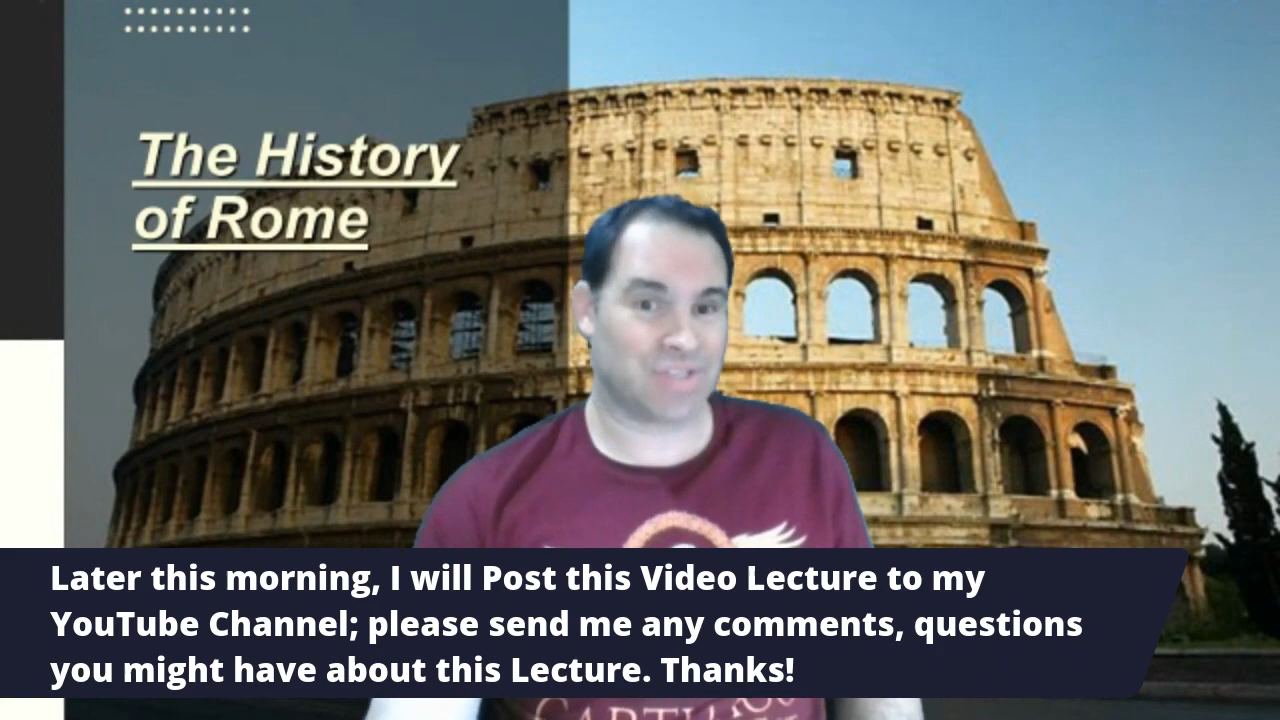 The History
of Rome
Later this morning, I will Post this Video Lecture to my
YouTube Channel; please send me any comments, questions
you might have about this Lecture. Thanks!